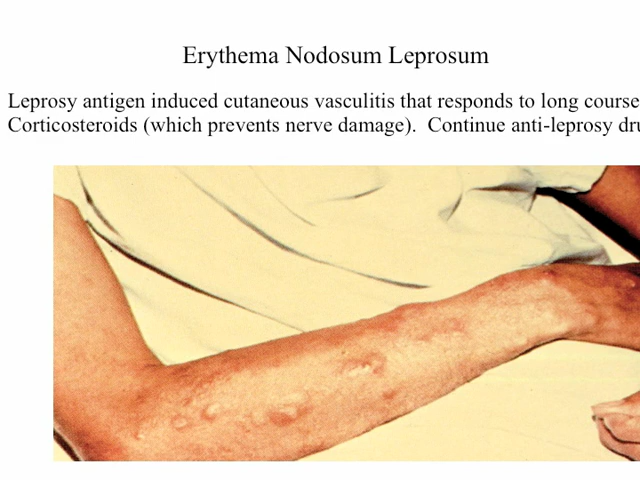 Erythema Nodosum Leprosum
Leprosy antigen induced cutaneous vasculitis that responds to long course
Corticosteroids (which prevents nerve damage). Continue anti-leprosy